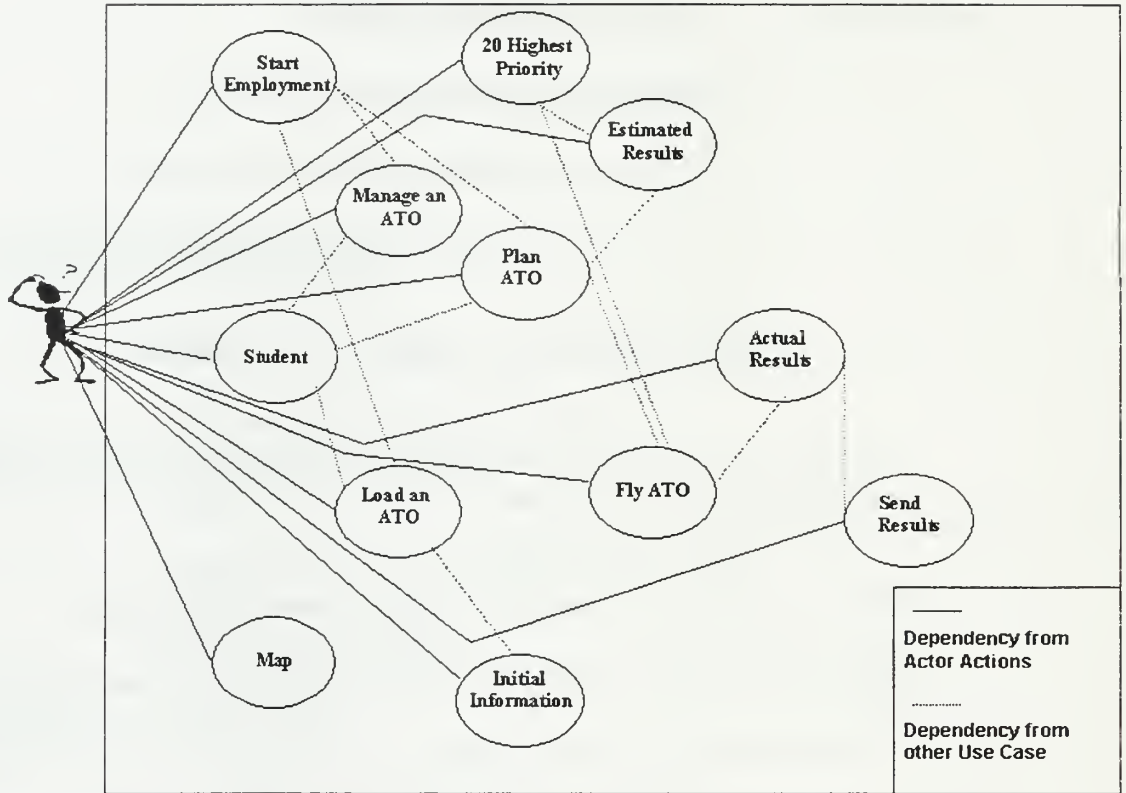 20 Highest
Priority
Start
Employment
Estimated
Results
Manage an
ATO
Plan
ATO
Student
Actual
Results
Fly ATO
Load an
ATO
Send
Results
Map
Initial
Information
Dependency from
Actor Actions
Dependency from
other Use Case
?